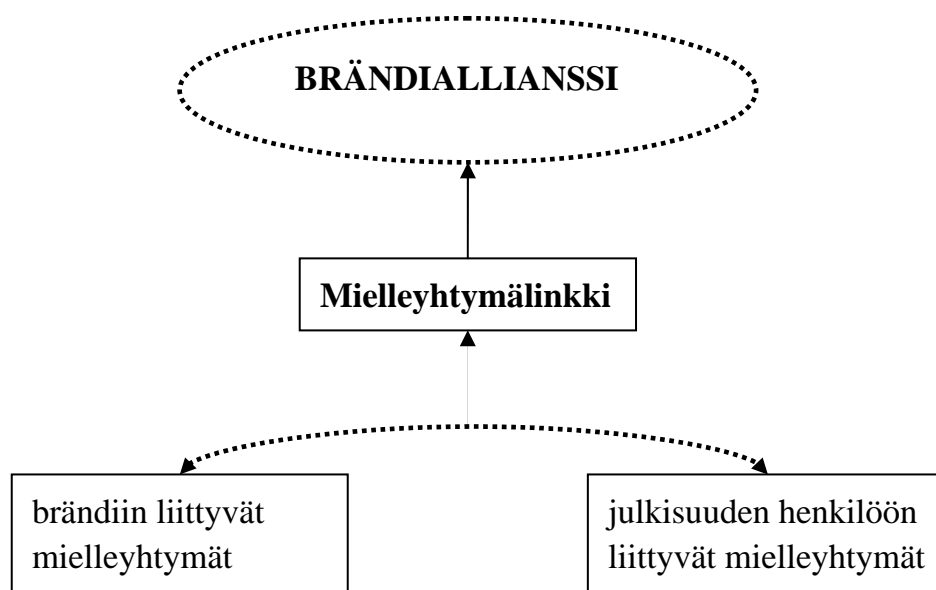 BRÄNDIALLIANSSI
Mielleyhtymälinkki
brändiin liittyvät
mielleyhtymät
julkisuuden henkilöön
liittyvät mielleyhtymät